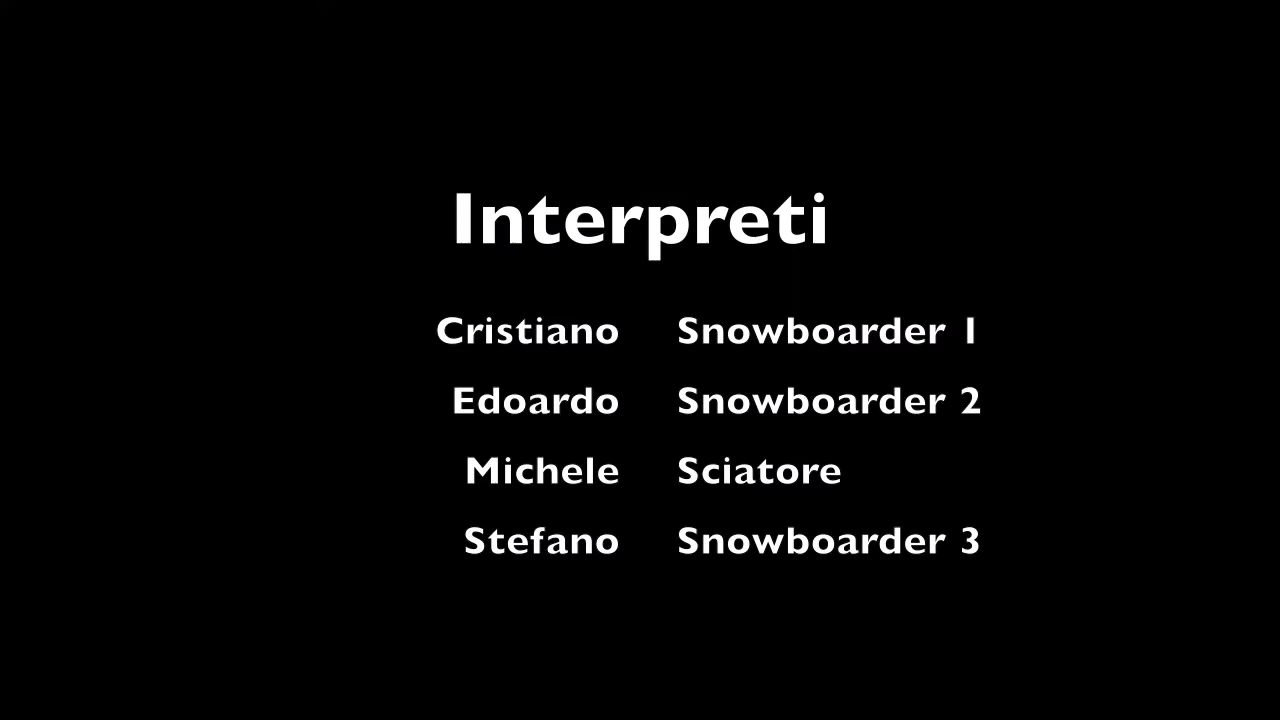 Interpreti
Cristiano Snowboarder 1
Edoardo Snowboarder 2
Michele Sciatore
Stefano Snowboarder 3